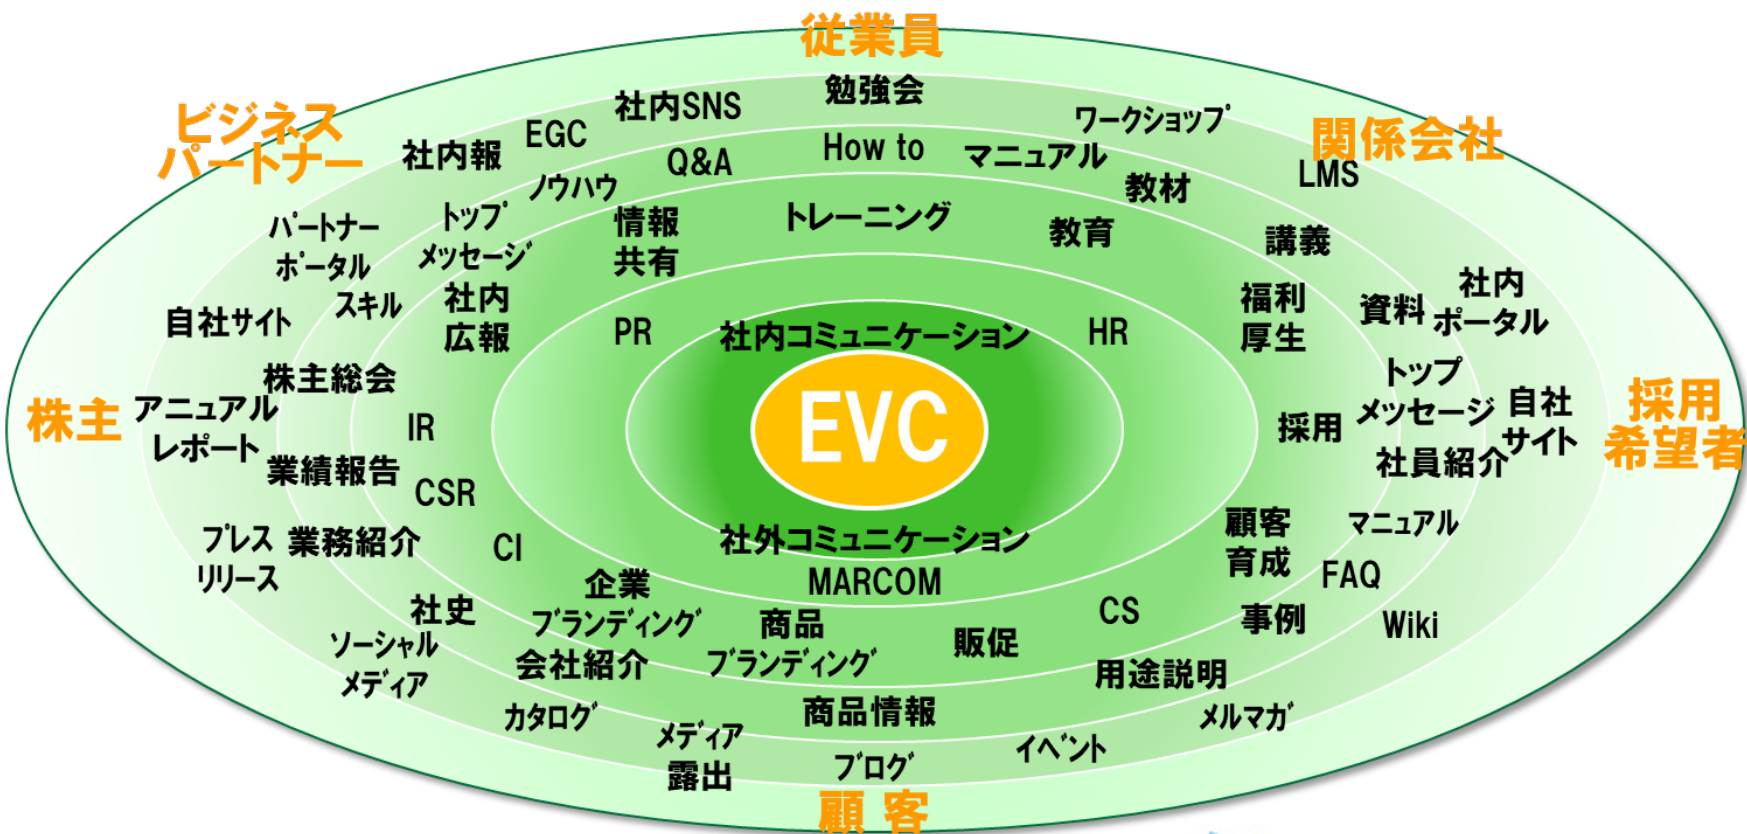 従業員
勉強会
社内SNS
EGC
社内報
ワークショップ
ビジネス
パートナー
関係会社
LMS
Q&A
How to
マニュアル
教材
ノウハウ
トップ
メッセージ
パートナー
ポータル
情報
共有
トレーニング
教育
講義
社内
ポータル
資料
スキル
自社サイト
社内
広報
福利
厚生
PR
社内コミュニケーション
HR
EVC
株主
株主総会
アニュアル
レポート
業績報告
IR
CSR
採用
トップ
メッセージ
社員紹介
自社
サイト
採用
希望者
プレス
リリース
業務紹介
CI
社外コミュニケーション
MARCOM
顧客
育成
マニュアル
FAQ
Wiki
事例
CS
社史
企業
ブランディング
商品
ブランディング
販促
用途説明
ソーシャル
メディア
会社紹介
カタログ
商品情報
メルマガ
メディア
露出
ブログ
イベント
顧 客